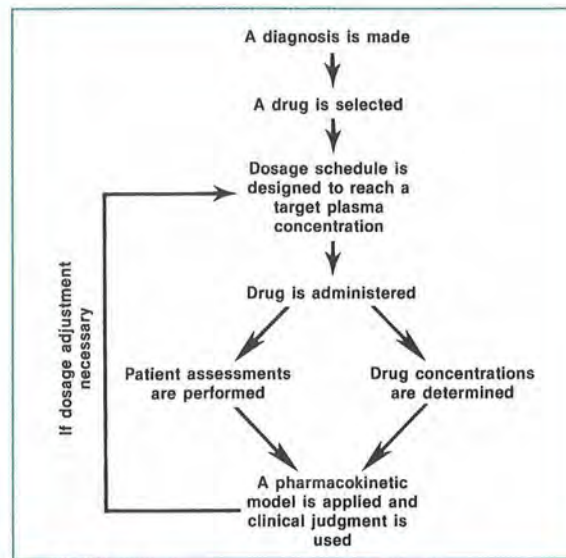 A diagnosis is made
A drug is selected
Dosage schedule is
designed to reach a
target plasma
concentration
Drug is administered
If dosage adjustment
necessary
Patient assessments
are performed
Drug concentrations
are determined
A pharmacokinetic
model is applied and
clinical judgment is
used